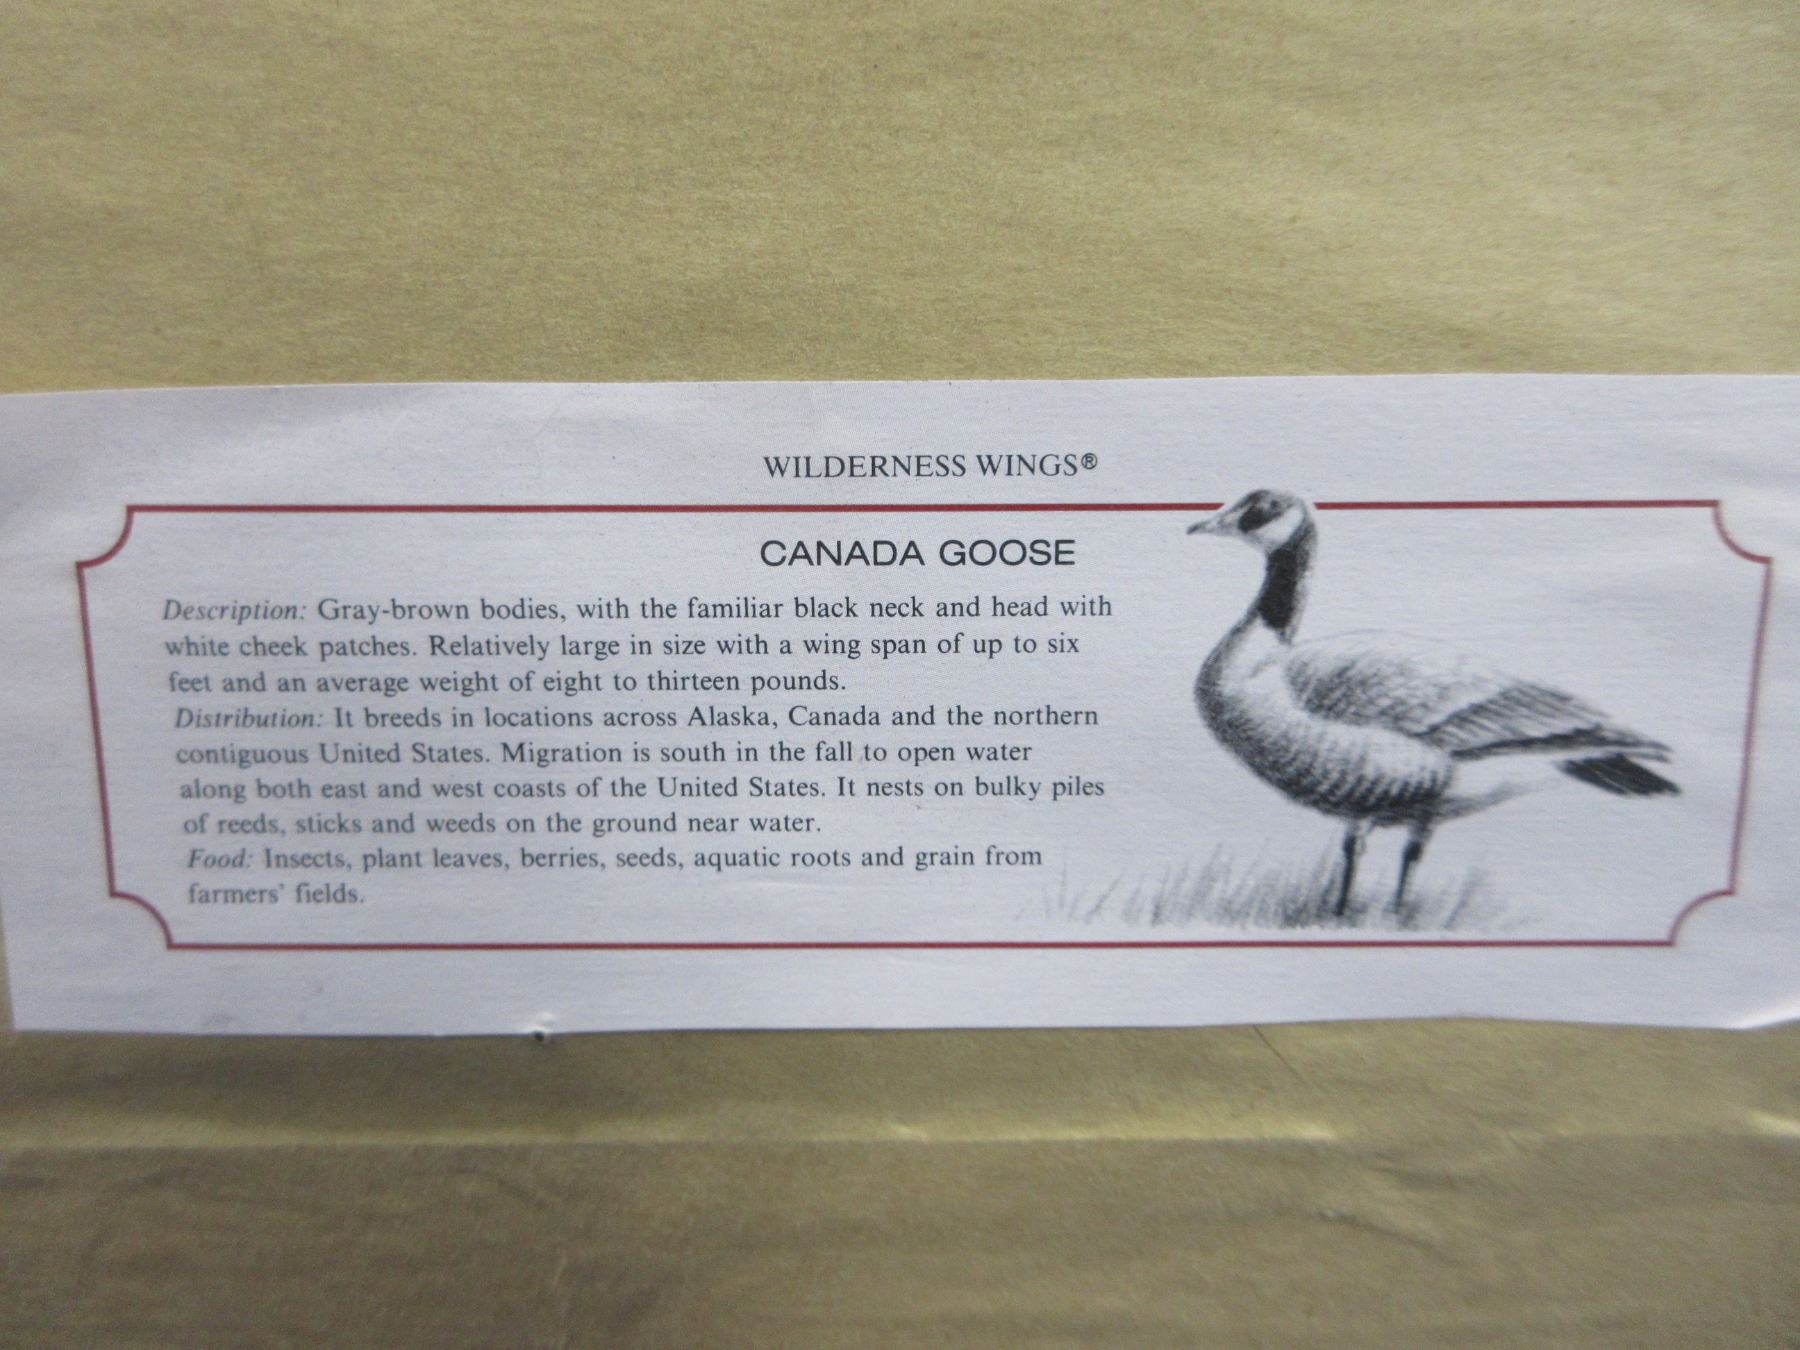 WILDERNESS WINGS®
CANADA GOOSE
Description: Gray-brown bodies, with the familiar black neck and head with
white cheek patches. Relatively large in size with a wing span of up to six
feet and an average weight of eight to thirteen pounds.
Distribution: It breeds in locations across Alaska, Canada and the northern
contiguous United States. Migration is south in the fall to open water
along both east and west coasts of the United States. It nests on bulky piles
of reeds, sticks and weeds on the ground near water.
Food: Insects, plant leaves, berries, seeds, aquatic roots and grain from
farmers' fields.